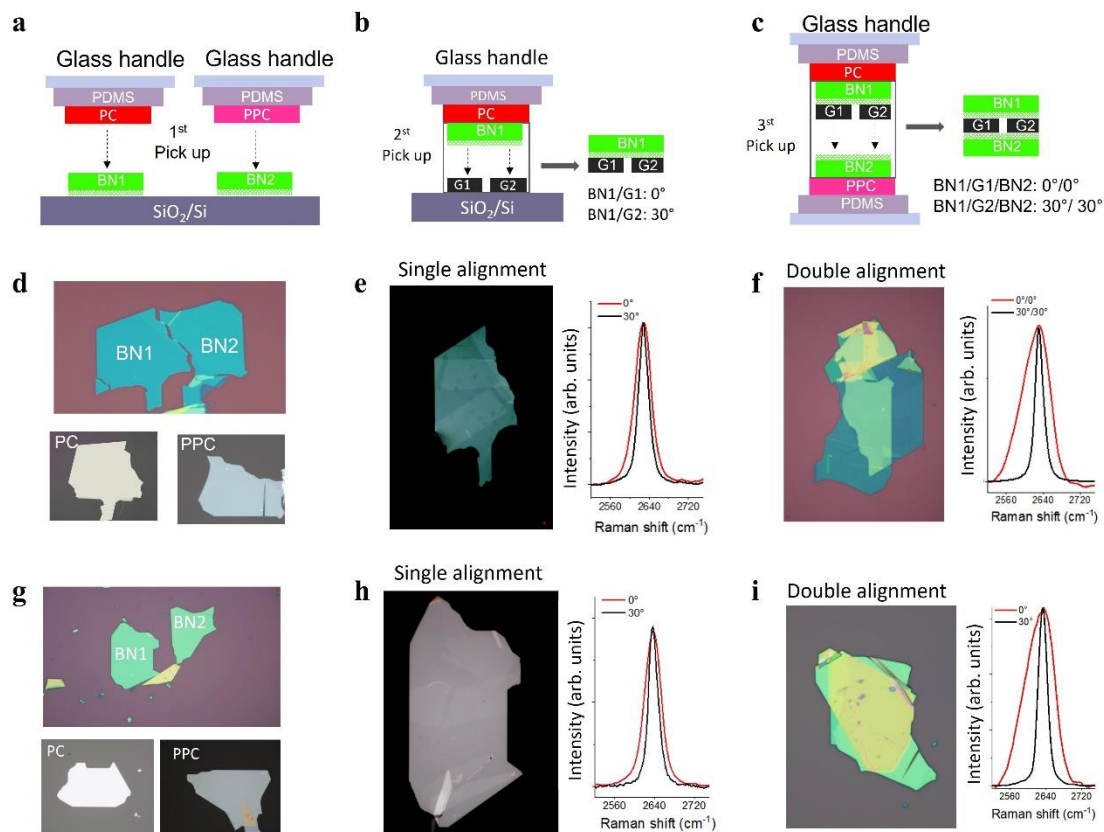 a
Glass handle
Glass handle
PDMS
PDMS
PC
PPC
1st
Pick up
BN1
BN2
SiO2/Si
b
Glass handle
PDMS
PC
BN1
2st
Pick up
G1
G2
SiO2/Si
BN1
G1
G2
BN1/G1: 0°
BN1/G2: 30°
c
Glass handle
PDMS
PC
BN1
G1
G2
3st
Pick up
BN2
PPC
PDMS
BN1
G1
G2
BN2
BN1/G1/BN2: 0°/0°
BN1/G2/BN2: 30°/ 30°
d
BN1
BN2
PC
PPC
e
Single alignment
0°
30°
Intensity (arb. units)
2560
2640
2720
Raman shift (cm-1)
f
Double alignment
0°/0°
30°/30°
Intensity (arb. units)
2560
2640
2720
Raman shift (cm-1)
g
BN1
BN2
PC
PPC
h
Single alignment
0°
30°
Intensity (arb. units)
2560
2640
2720
Raman shift (cm-1)
i
Double alignment
0°
30°
Intensity (arb. units)
2560
2640
2720
Raman shift (cm-1)